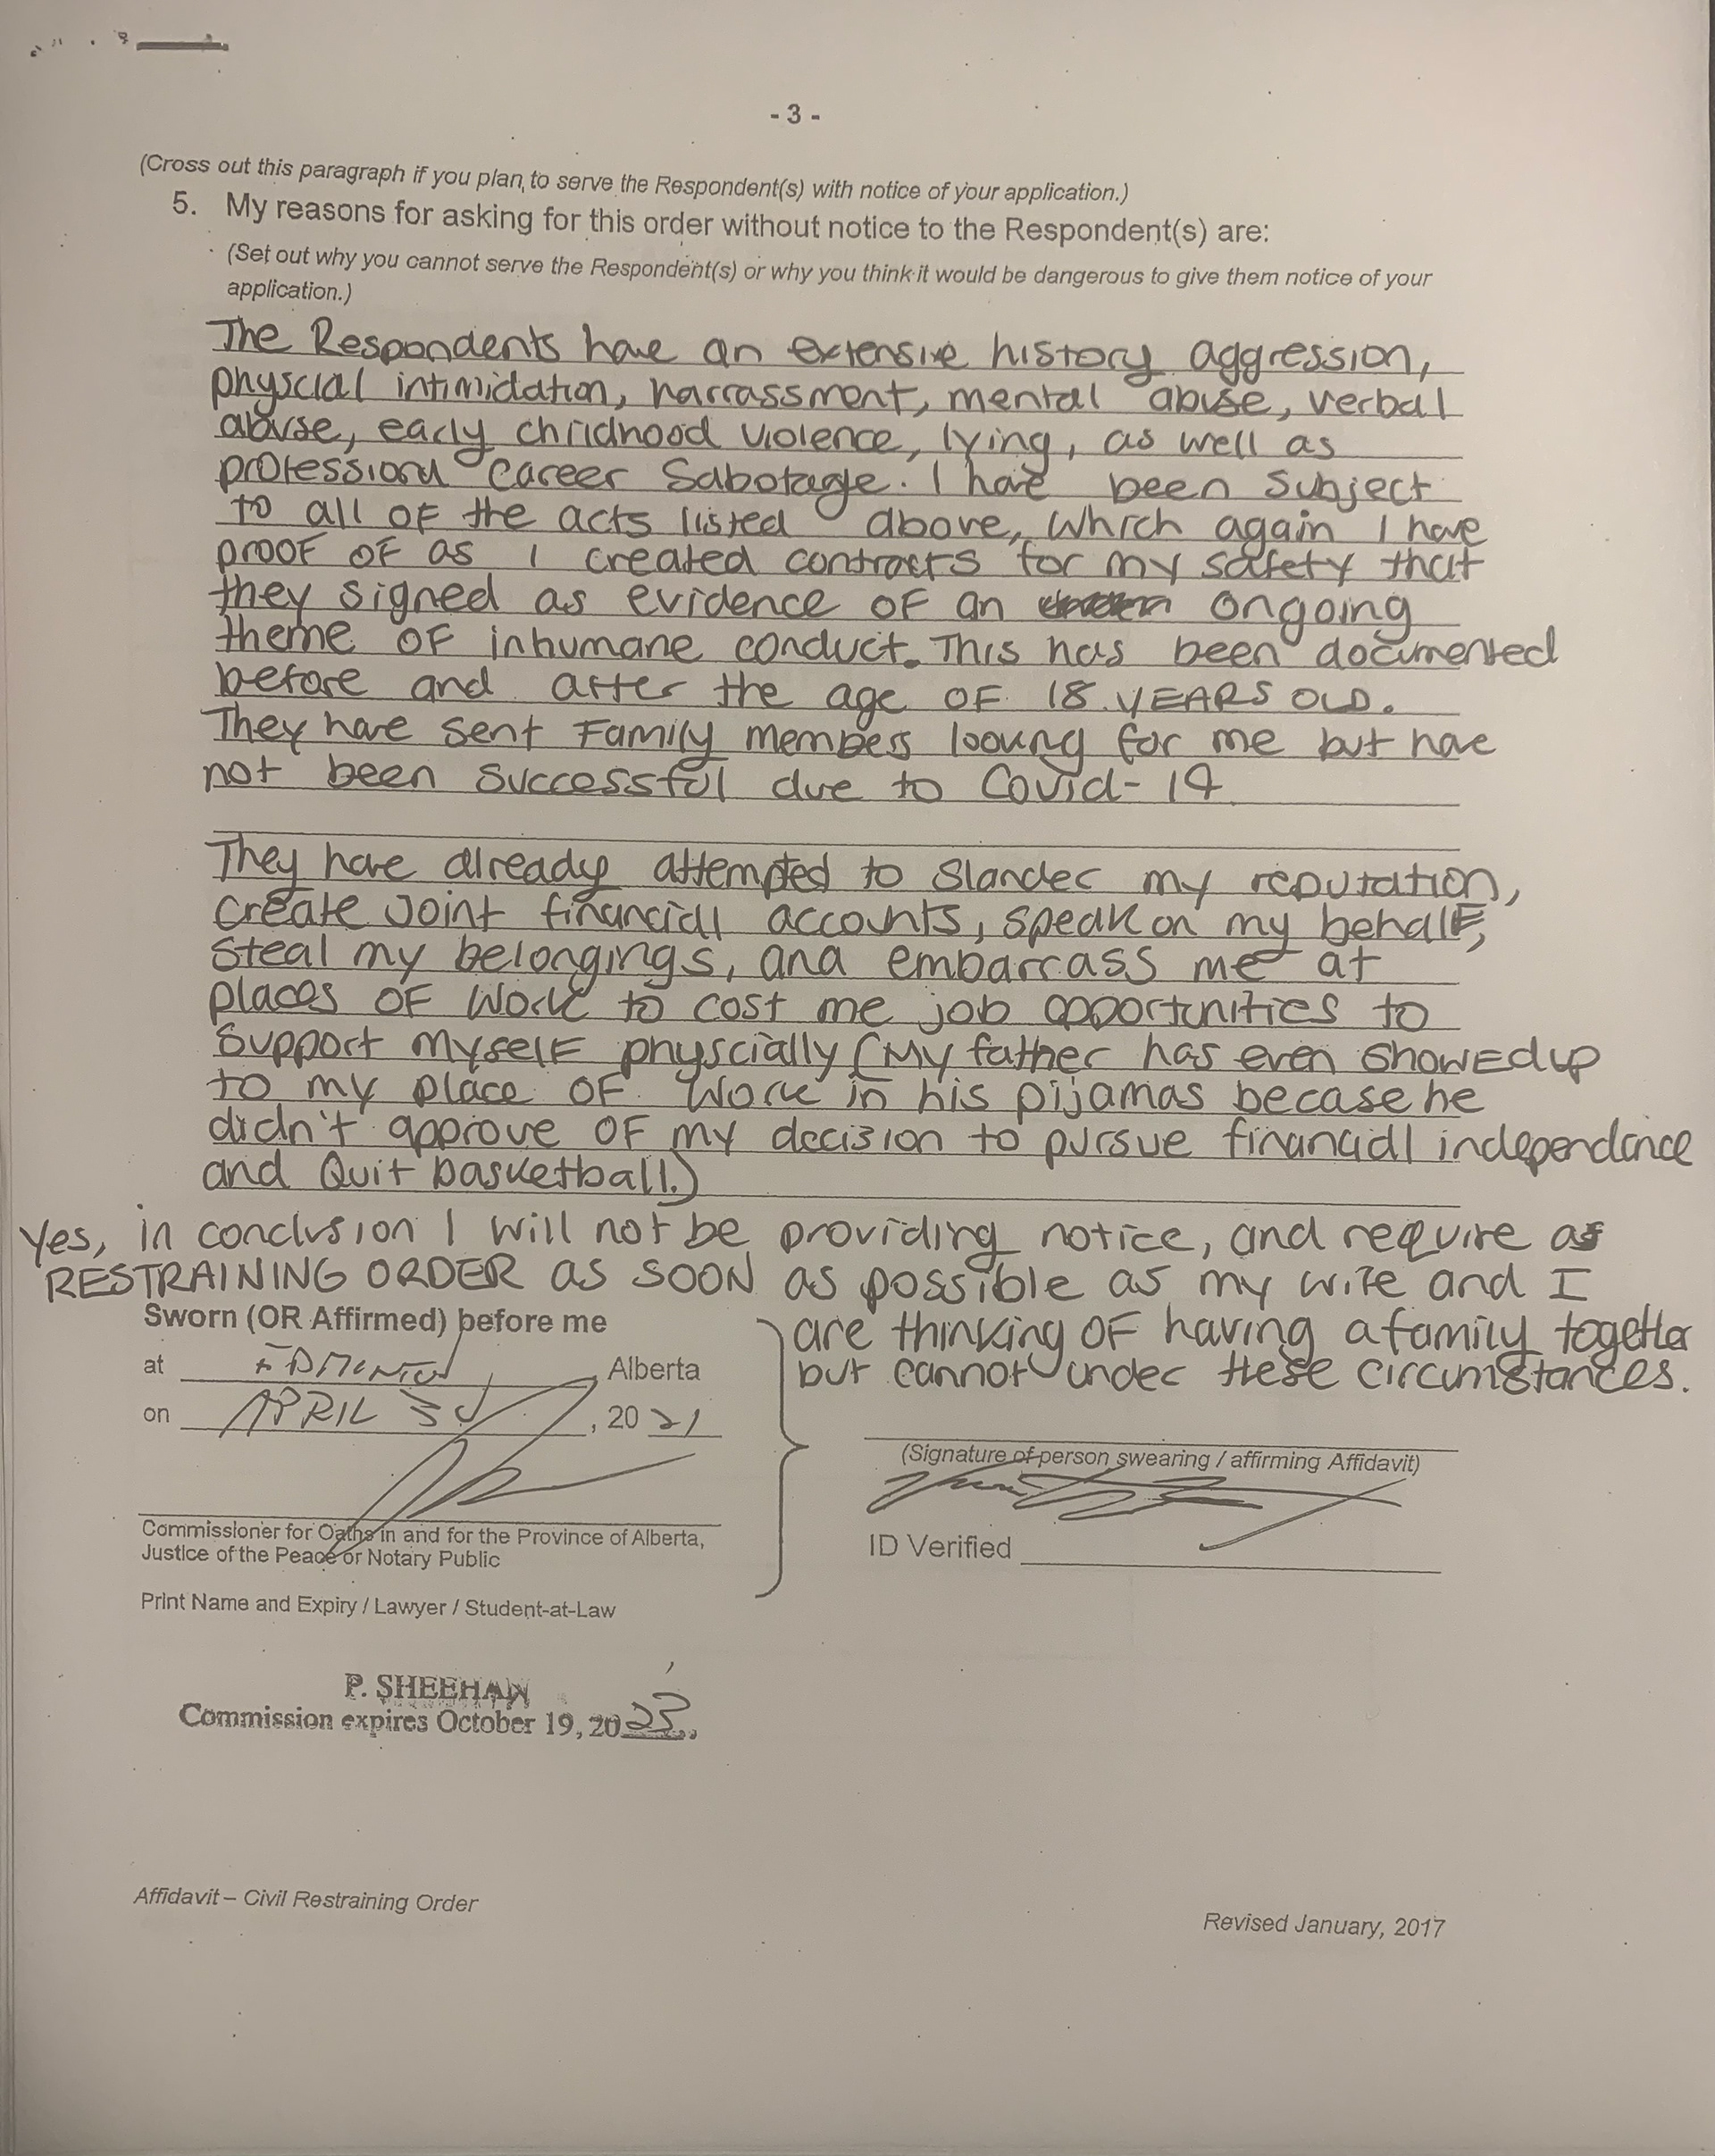 - 3 -
(Cross out this paragraph if you plan to serve the Respondent(s) with notice of your application.)
5. My reasons for asking for this order without notice to the Respondent(s) are:
(Set out why you cannot serve the Respondent(s) or why you think it would be dangerous to give them notice of your
application.)
The Respondents have an extensive history aggression,
physcial intimidation, harrassment, mental abuse, verbal
abuse, early childhood violence, lying, as well as
professional career Sabotage. I have been subject
to all OF the acts listed above, which again I have
proof OF as I created contracts for my safety that
they signed as evidence OF an ongoing
theme OF inhumane conduct. This has been documented
before and after the age OF 18 YEARS OLD.
They have sent Family members looking for me but have
not been successful due to Covid-19
They have already attempted to Slander my reputation,
create Joint financial accounts, speak on my behalf,
steal my belongings, and embarrass me at
places OF work to cost me job opportunities to
support myself physcially (My father has even showed up
to my place OF work in his pijamas becase he
didn't approve OF my decision to pursue financial independance
and Quit basketball.)
Yes, in conclusion I will not be providing notice, and require a
RESTRAINING ORDER as SOON as possible as my wife and I
are thinking OF having a family together
but cannot under these circumstances.
Sworn (OR Affirmed) before me
at EDMONTON, Alberta
on APRIL 30, 2021
(Signature of person swearing / affirming Affidavit)
Commissioner for Oaths in and for the Province of Alberta,
Justice of the Peace or Notary Public
ID Verified
Print Name and Expiry / Lawyer / Student-at-Law
P. SHEEHAN
Commission expires October 19, 2023
Affidavit – Civil Restraining Order
Revised January, 2017